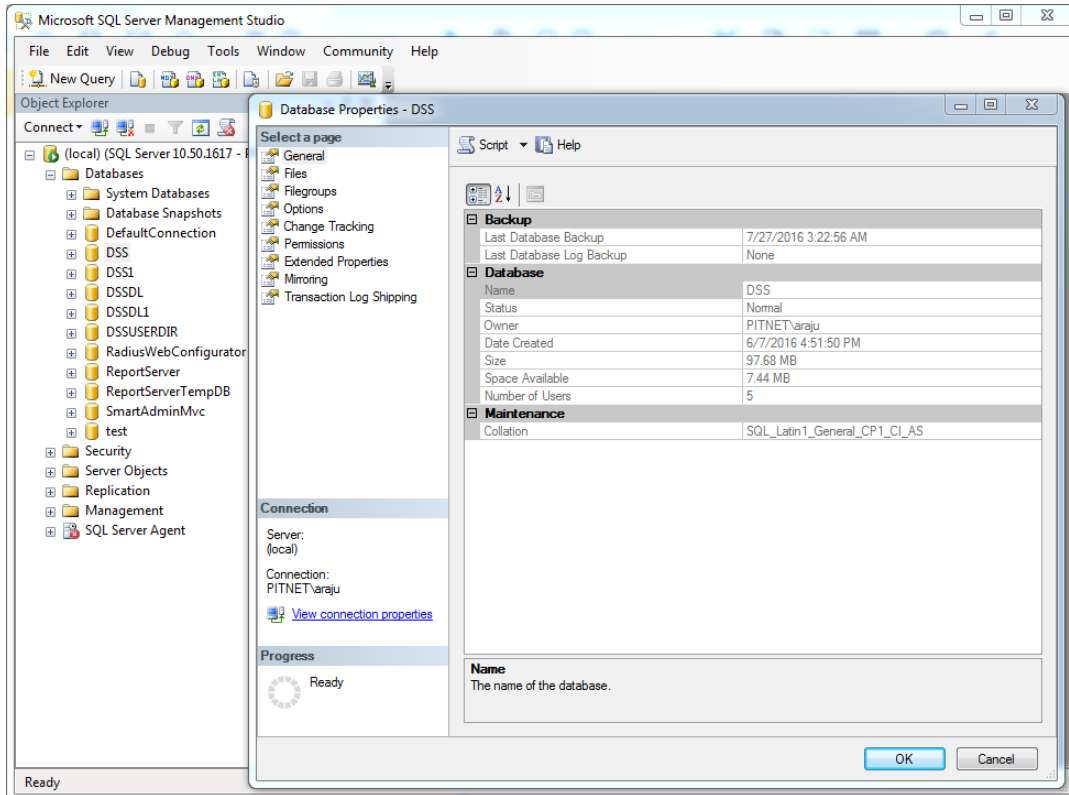 Microsoft SQL Server Management Studio
File Edit View Debug Tools Window Community Help
New Query
Object Explorer
Connect
(local) (SQL Server 10.50.1617 -
Databases
System Databases
Database Snapshots
DefaultConnection
DSS
DSS1
DSSDL
DSSDL1
DSSUSERDIR
RadiusWebConfigurator
ReportServer
ReportServerTempDB
SmartAdminMvc
test
Security
Server Objects
Replication
Management
SQL Server Agent
Ready
Database Properties - DSS
Select a page
General
Files
Filegroups
Options
Change Tracking
Permissions
Extended Properties
Mirroring
Transaction Log Shipping
Connection
Server:
(local)
Connection:
PITNET\araju
View connection properties
Progress
Ready
Script Help
Backup
Last Database Backup 7/27/2016 3:22:56 AM
Last Database Log Backup None
Database
Name DSS
Status Normal
Owner PITNET\araju
Date Created 6/7/2016 4:51:50 PM
Size 97.68 MB
Space Available 7.44 MB
Number of Users 5
Maintenance
Collation SQL_Latin1_General_CP1_CI_AS
Name
The name of the database.
OK Cancel